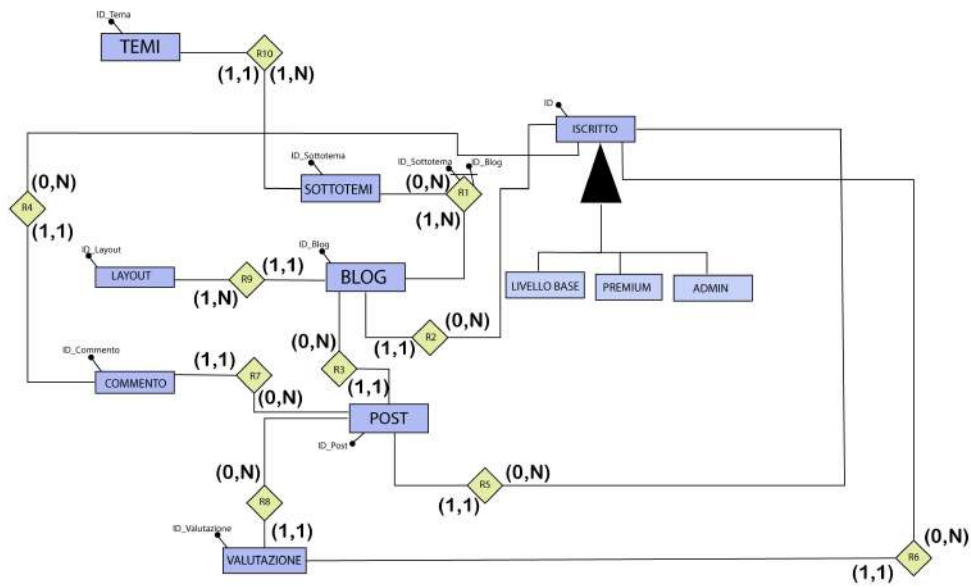 ID_Tema
TEMI
R10
(1,1)
(1,N)
ID
ISCRITTO
ID_Sottotema
SOTTOTEMI
(0,N)
ID_Sottotema
ID_Blog
R1
(1,N)
(0,N)
R4
(1,1)
ID_Layout
LAYOUT
R9
(1,1)
(1,N)
ID_Blog
BLOG
LIVELLO BASE
PREMIUM
ADMIN
(0,N)
R2
(1,1)
(0,N)
R3
(1,1)
ID_Commento
COMMENTO
(1,1)
R7
(0,N)
POST
ID_Post
(0,N)
R8
(1,1)
(0,N)
R5
(1,1)
ID_Valutazione
VALUTAZIONE
(0,N)
R6
(1,1)